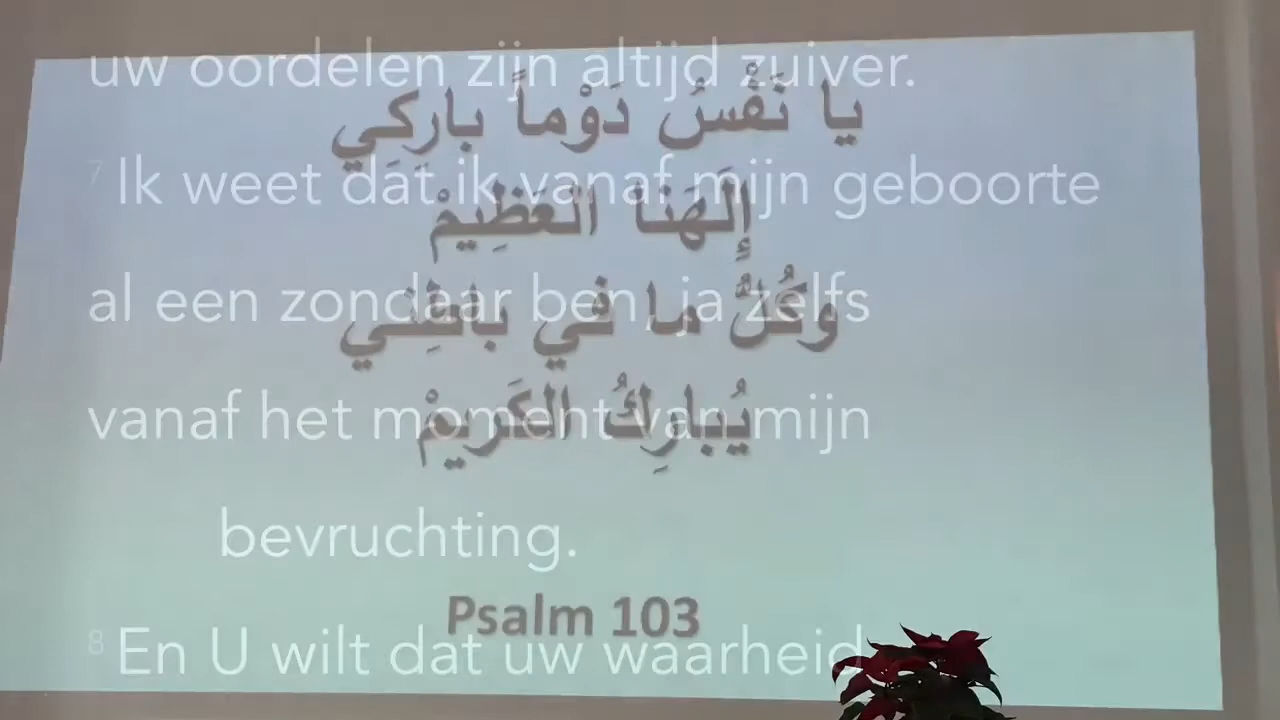 uw oordelen zijn altijd zuiver.
يا نَفْسُ دَوْماً بارِكِي
7 Ik weet dat ik vanaf mijn geboorte
إِلَهَنا العَظِيمْ
al een zondaar ben, ja zelfs
وكُلُّ ما في باطِني
vanaf het moment van mijn
يُبارِكُ الكَريمْ
bevruchting.
Psalm 103
8 En U wilt dat uw waarheid